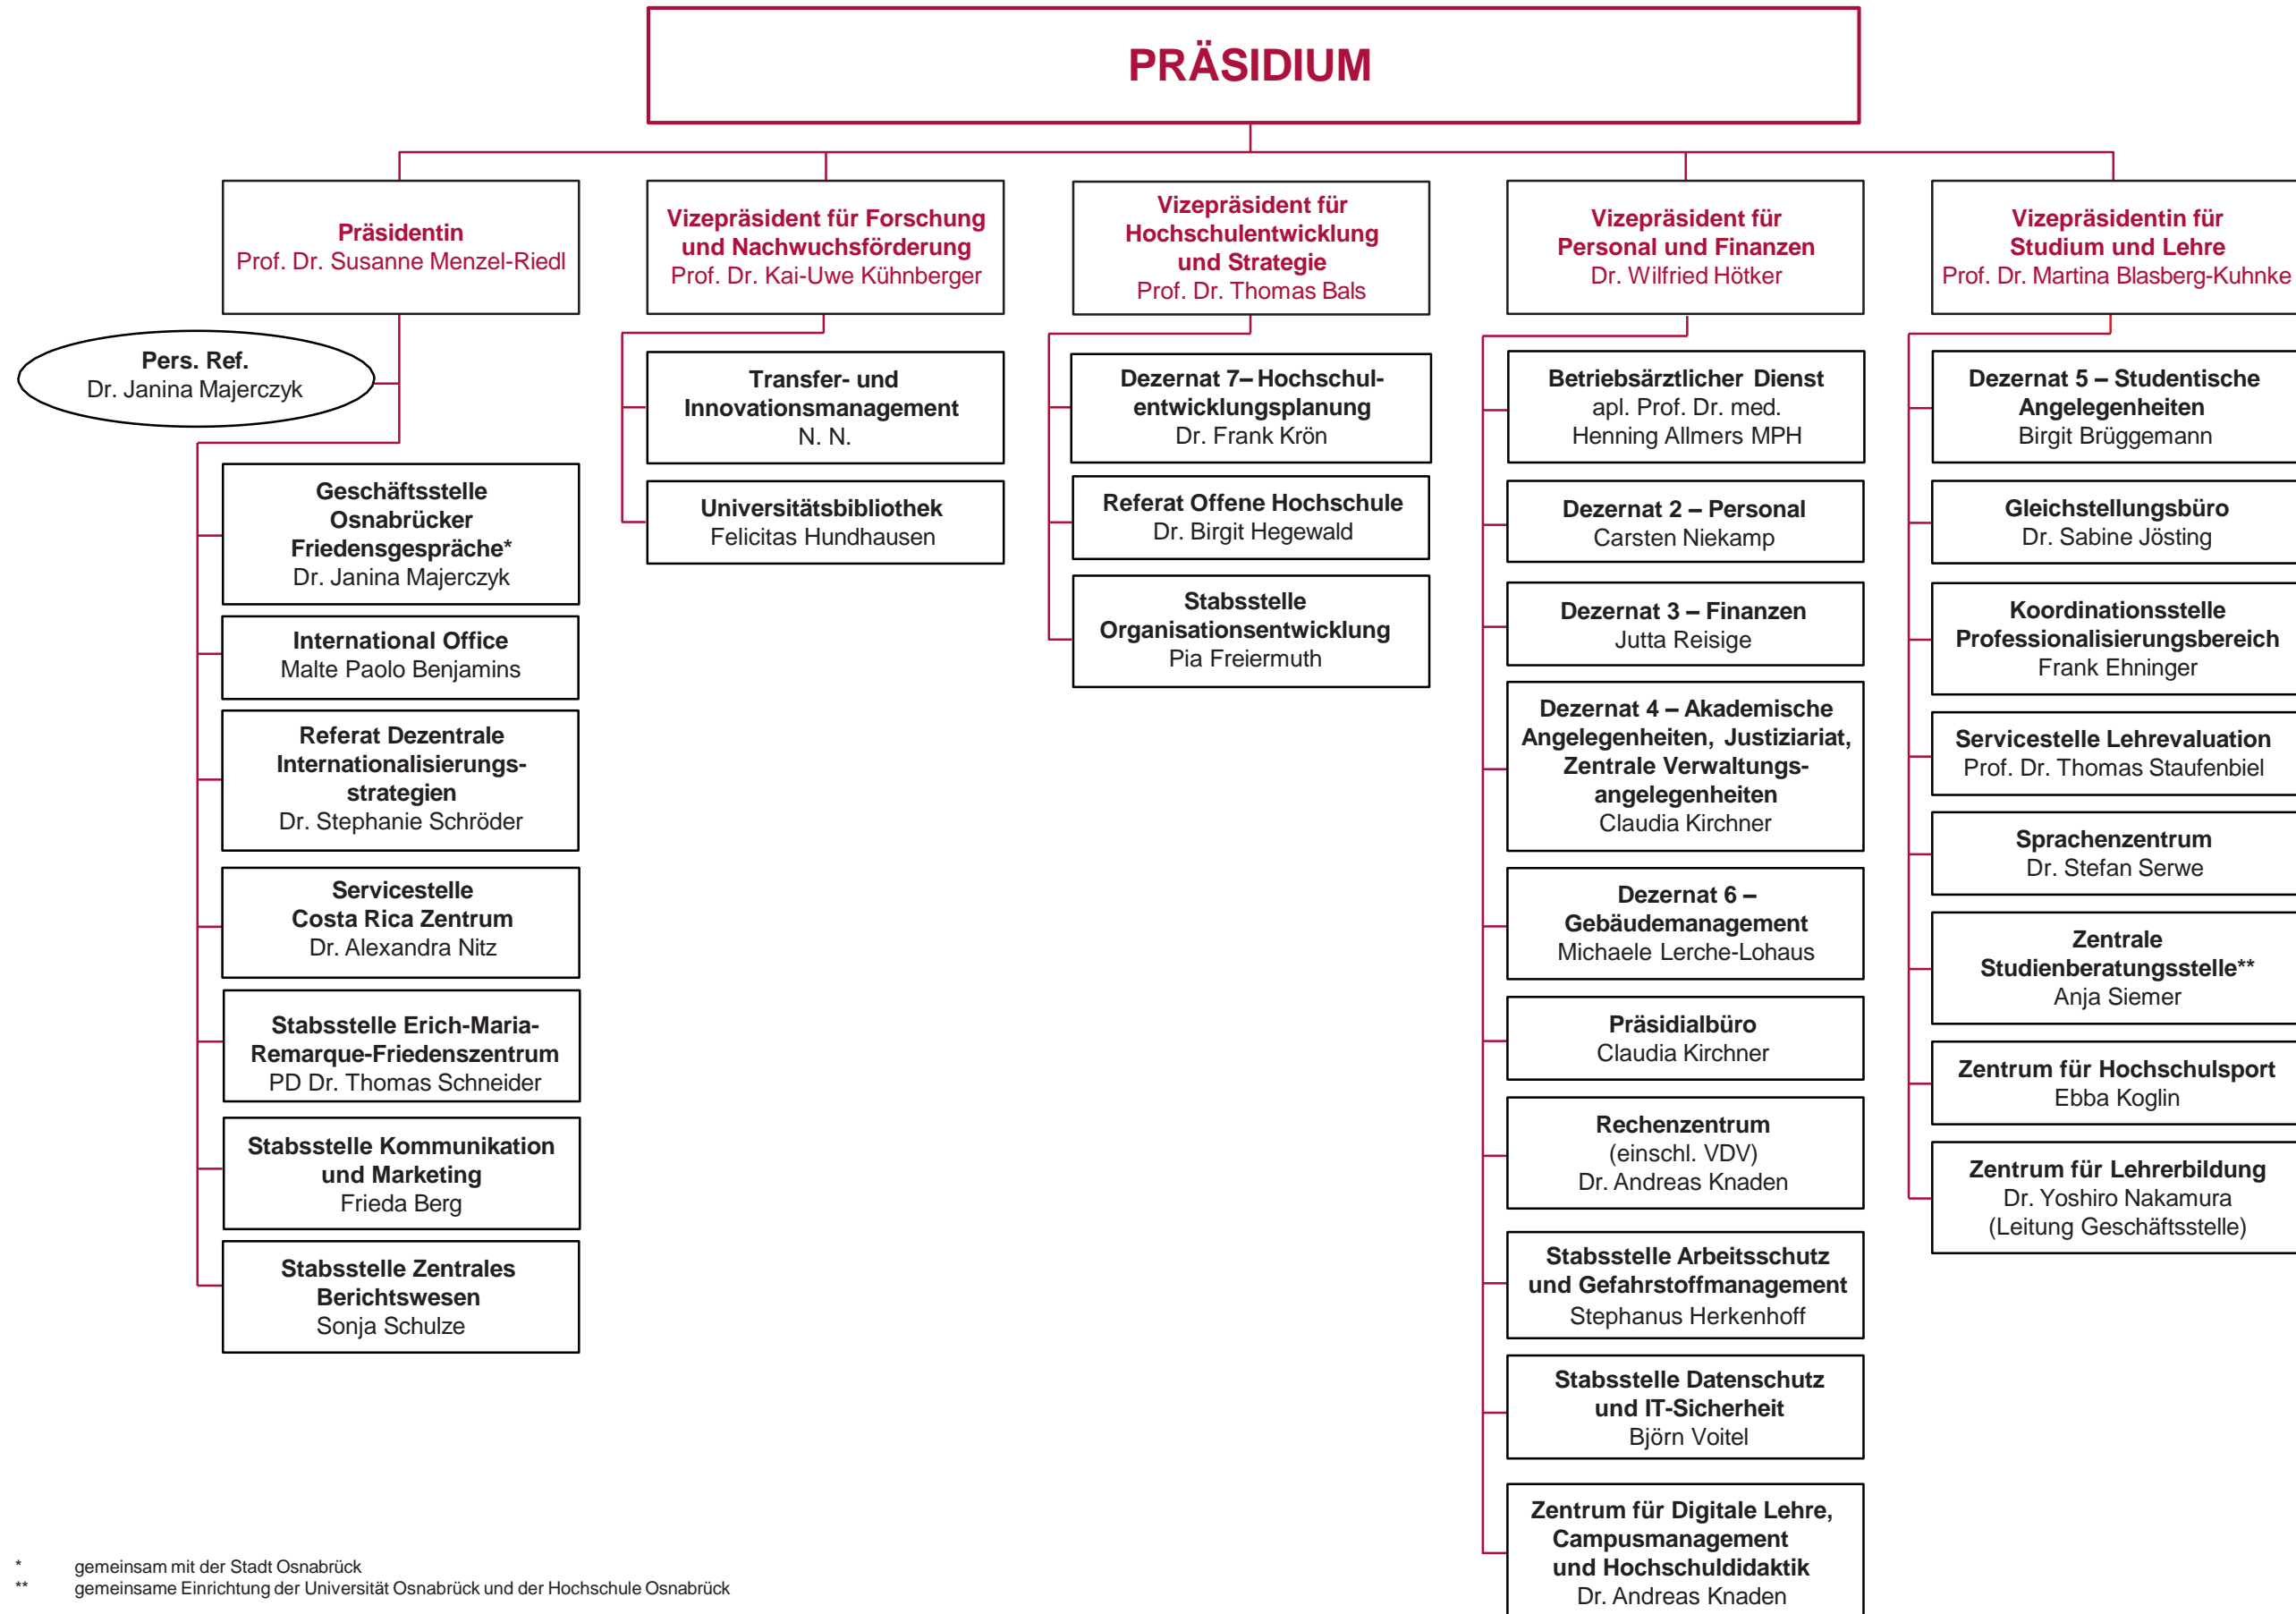 PRÄSIDIUM
Präsidentin
Prof. Dr. Susanne Menzel-Riedl
Pers. Ref.
Dr. Janina Majerczyk
Geschäftsstelle
Osnabrücker
Friedensgespräche*
Dr. Janina Majerczyk
International Office
Malte Paolo Benjamins
Referat Dezentrale
Internationalisierungs-
strategien
Dr. Stephanie Schröder
Servicestelle
Costa Rica Zentrum
Dr. Alexandra Nitz
Stabsstelle Erich-Maria-
Remarque-Friedenszentrum
PD Dr. Thomas Schneider
Stabsstelle Kommunikation
und Marketing
Frieda Berg
Stabsstelle Zentrales
Berichtswesen
Sonja Schulze
Vizepräsident für Forschung
und Nachwuchsförderung
Prof. Dr. Kai-Uwe Kühnberger
Transfer- und
Innovationsmanagement
N. N.
Universitätsbibliothek
Felicitas Hundhausen
Vizepräsident für
Hochschulentwicklung
und Strategie
Prof. Dr. Thomas Bals
Dezernat 7– Hochschul-
entwicklungsplanung
Dr. Frank Krön
Referat Offene Hochschule
Dr. Birgit Hegewald
Stabsstelle
Organisationsentwicklung
Pia Freiermuth
Vizepräsident für
Personal und Finanzen
Dr. Wilfried Hötker
Betriebsärztlicher Dienst
apl. Prof. Dr. med.
Henning Allmers MPH
Dezernat 2 – Personal
Carsten Niekamp
Dezernat 3 – Finanzen
Jutta Reisige
Dezernat 4 – Akademische
Angelegenheiten, Justiziariat,
Zentrale Verwaltungs-
angelegenheiten
Claudia Kirchner
Dezernat 6 –
Gebäudemanagement
Michaele Lerche-Lohaus
Präsidialbüro
Claudia Kirchner
Rechenzentrum
(einschl. VDV)
Dr. Andreas Knaden
Stabsstelle Arbeitsschutz
und Gefahrstoffmanagement
Stephanus Herkenhoff
Stabsstelle Datenschutz
und IT-Sicherheit
Björn Voitel
Zentrum für Digitale Lehre,
Campusmanagement
und Hochschuldidaktik
Dr. Andreas Knaden
Vizepräsidentin für
Studium und Lehre
Prof. Dr. Martina Blasberg-Kuhnke
Dezernat 5 – Studentische
Angelegenheiten
Birgit Brüggemann
Gleichstellungsbüro
Dr. Sabine Jösting
Koordinationsstelle
Professionalisierungsbereich
Frank Ehninger
Servicestelle Lehrevaluation
Prof. Dr. Thomas Staufenbiel
Sprachenzentrum
Dr. Stefan Serwe
Zentrale
Studienberatungsstelle**
Anja Siemer
Zentrum für Hochschulsport
Ebba Koglin
Zentrum für Lehrerbildung
Dr. Yoshiro Nakamura
(Leitung Geschäftsstelle)
* gemeinsam mit der Stadt Osnabrück
** gemeinsame Einrichtung der Universität Osnabrück und der Hochschule Osnabrück